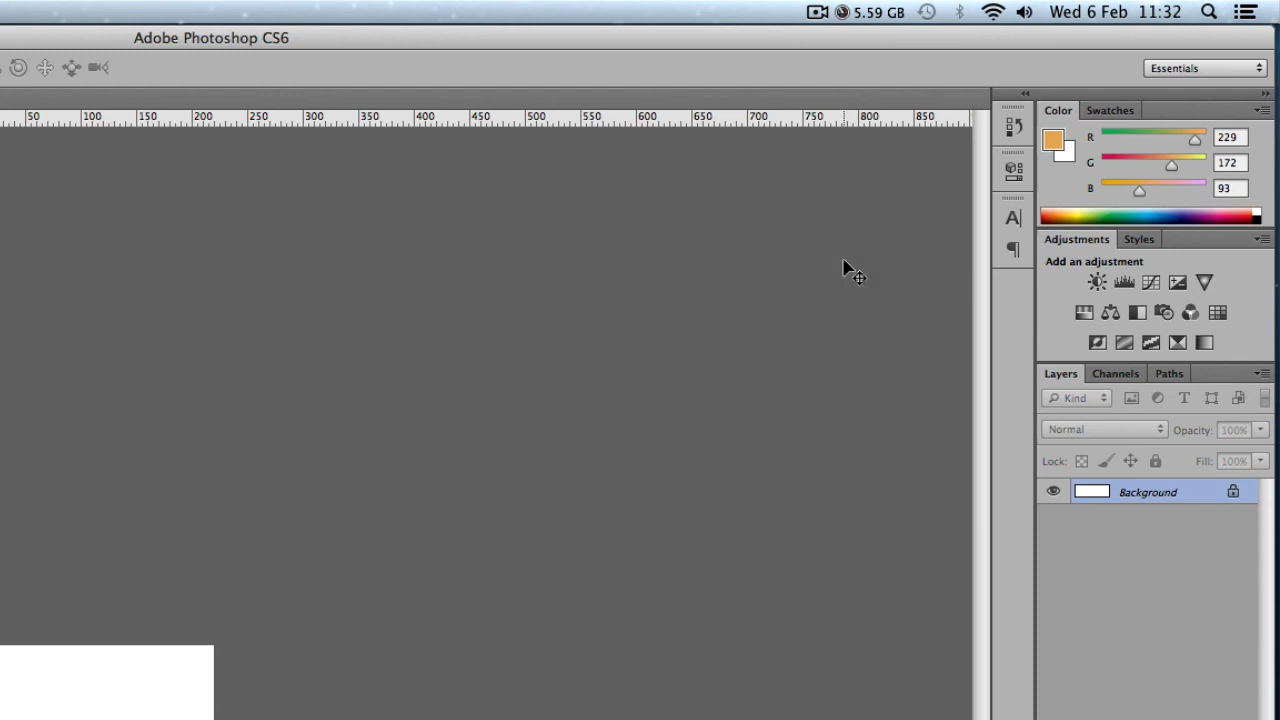 5.59 GB Wed 6 Feb 11:32
Adobe Photoshop CS6
Essentials
50 100 150 200 250 300 350 400 450 500 550 600 650 700 750 800 850
Color Swatches
R 229
G 172
B 93
A
Adjustments Styles
Add an adjustment
Layers Channels Paths
Kind T
Normal Opacity: 100%
Lock: Fill: 100%
Background